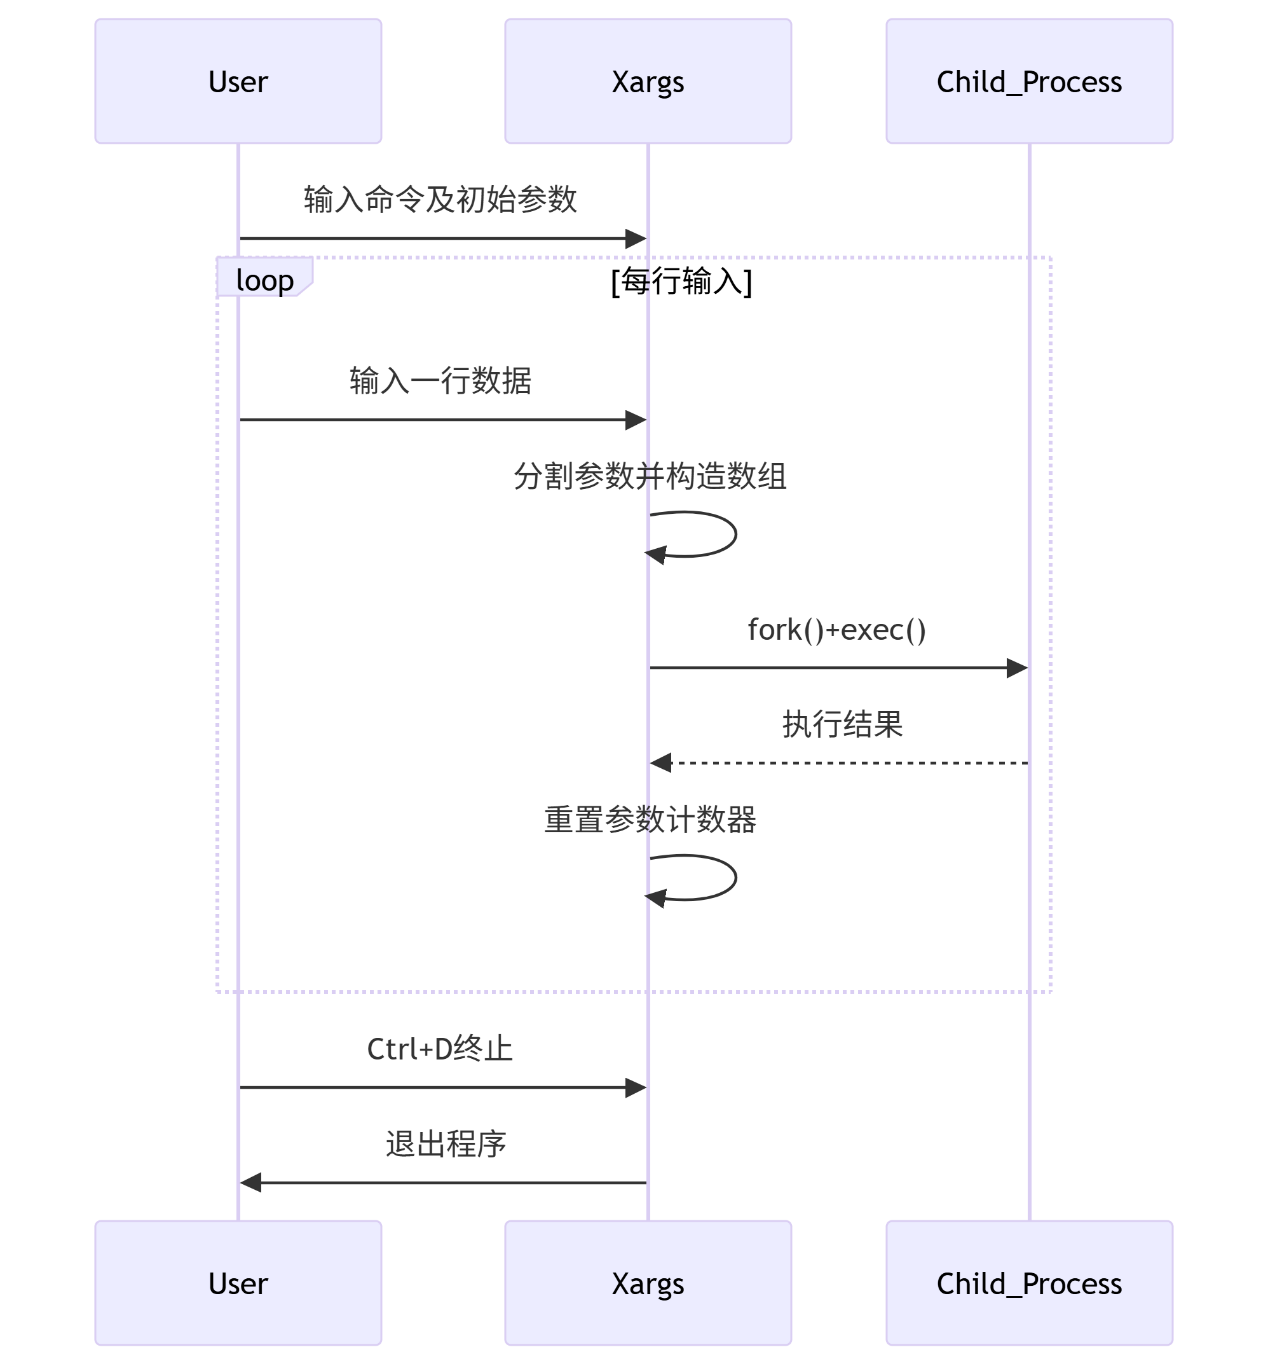 User
Xargs
Child_Process
输入命令及初始参数
loop
[每行输入]
输入一行数据
分割参数并构造数组
fork()+exec()
执行结果
重置参数计数器
Ctrl+D终止
退出程序
User
Xargs
Child_Process